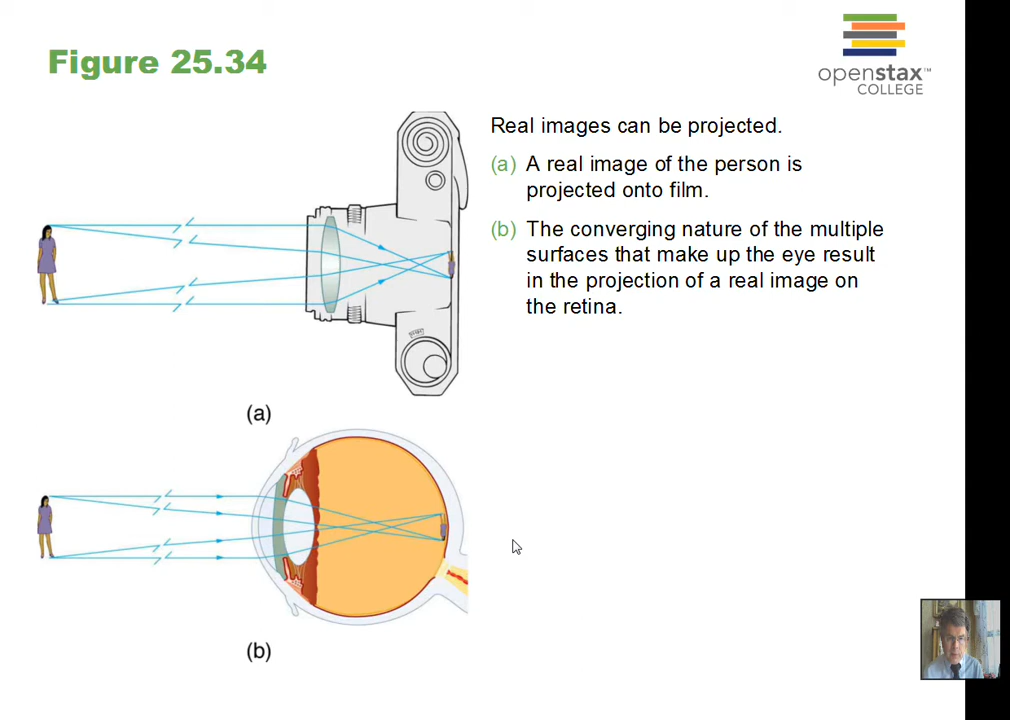 Figure 25.34
openstax™
COLLEGE
Real images can be projected.
(a) A real image of the person is
projected onto film.
(b) The converging nature of the multiple
surfaces that make up the eye result
in the projection of a real image on
the retina.
(a)
(b)